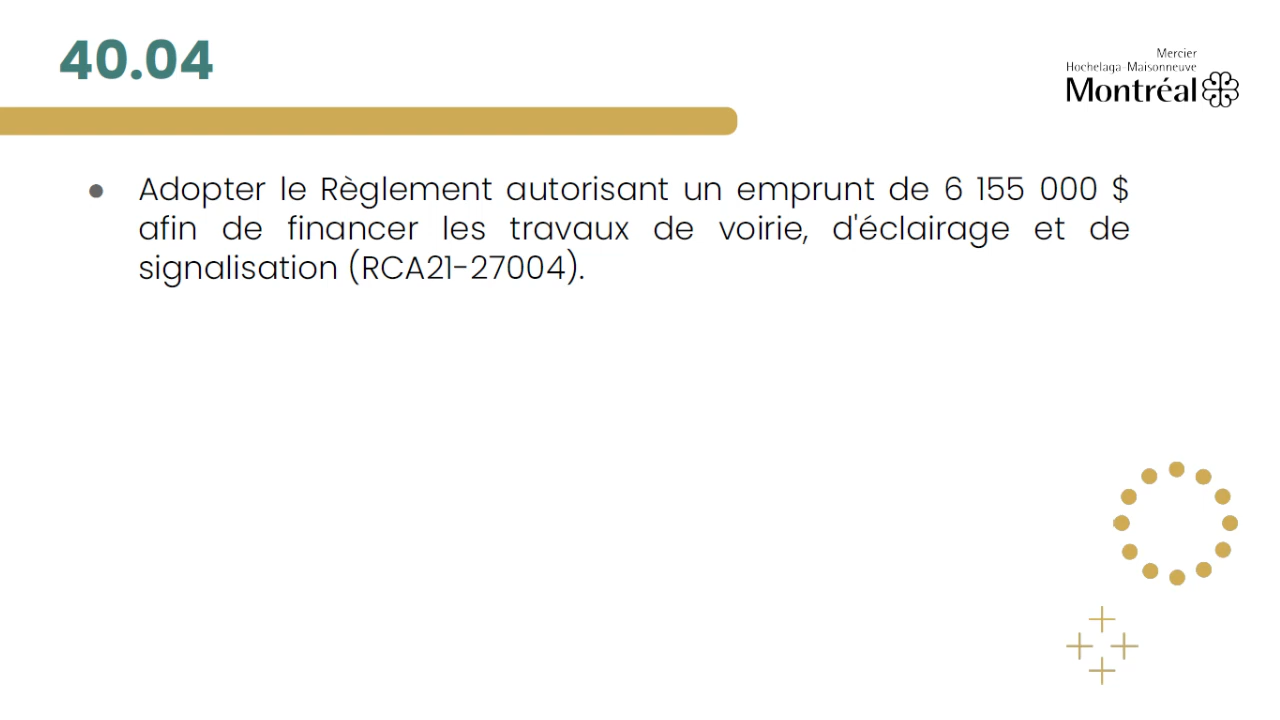 40.04
Mercier
Hochelaga-Maisonneuve
Montréal
● Adopter le Règlement autorisant un emprunt de 6 155 000 $
afin de financer les travaux de voirie, d'éclairage et de
signalisation (RCA21-27004).